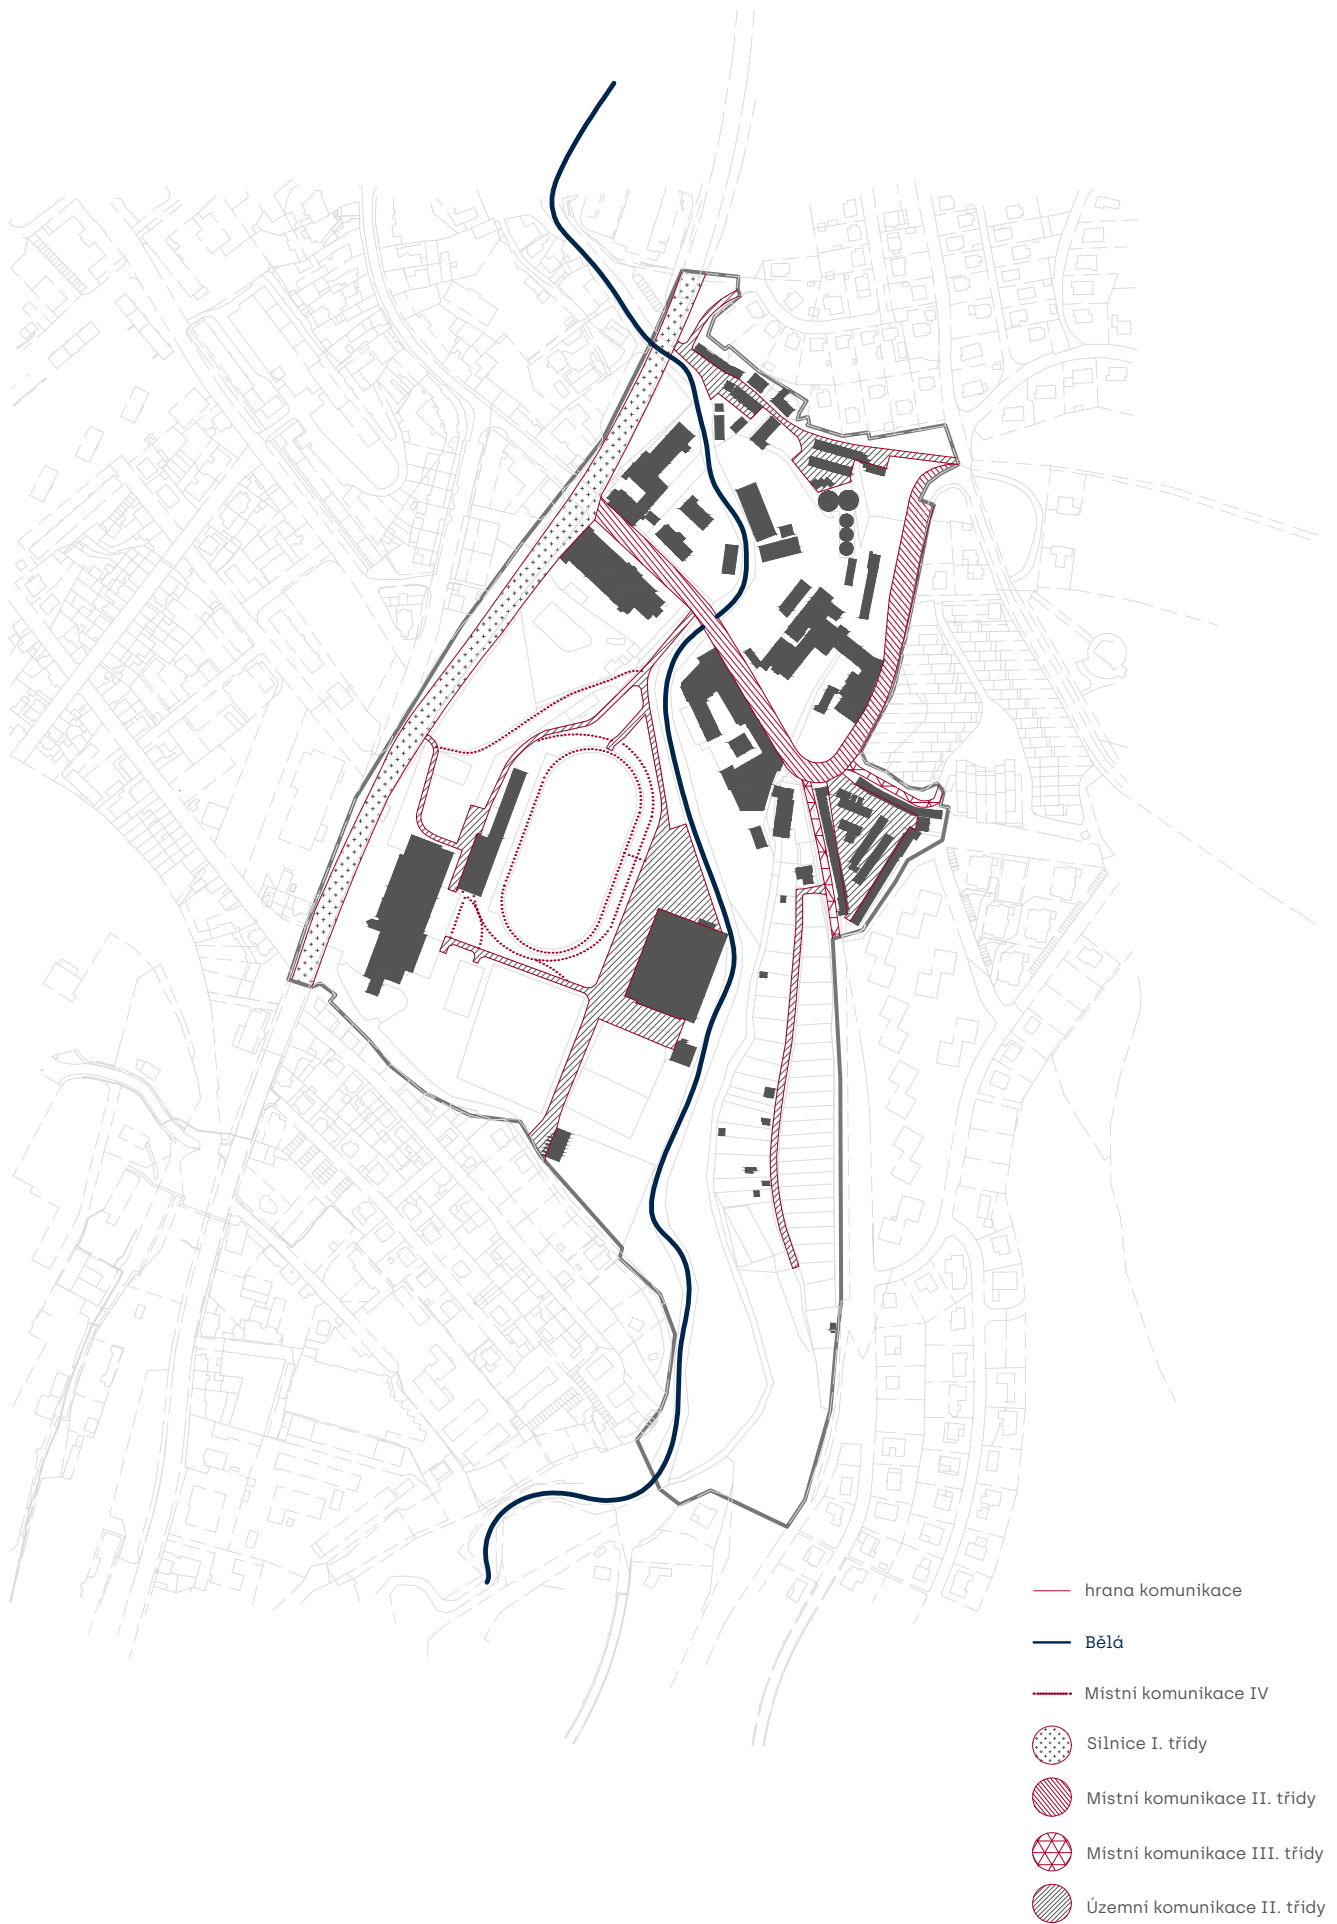 hrana komunikace
Bělá
Místní komunikace IV
Silnice I. třídy
Místní komunikace II. třídy
Místní komunikace III. třídy
Územní komunikace II. třídy